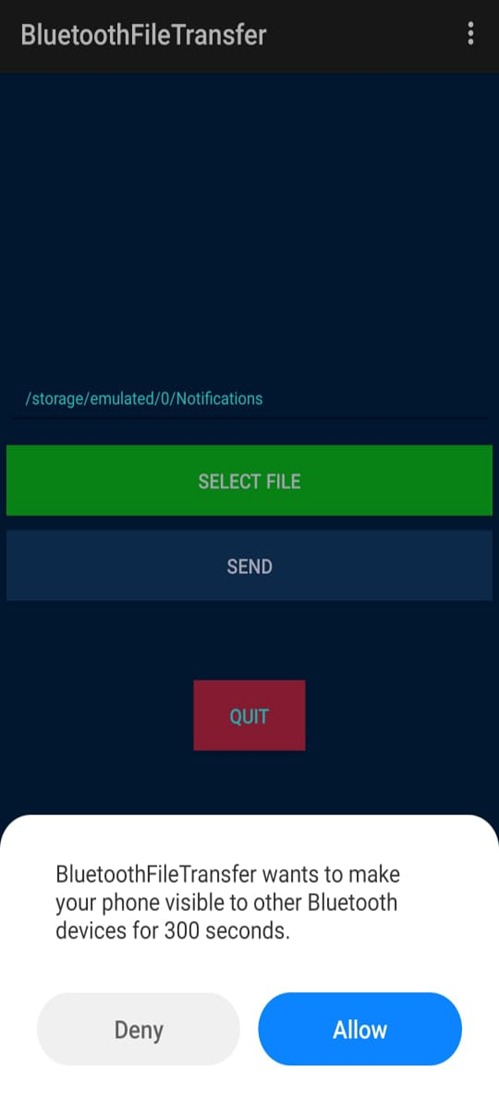 BluetoothFileTransfer
/storage/emulated/0/Notifications
SELECT FILE
SEND
QUIT
BluetoothFileTransfer wants to make
your phone visible to other Bluetooth
devices for 300 seconds.
Deny
Allow